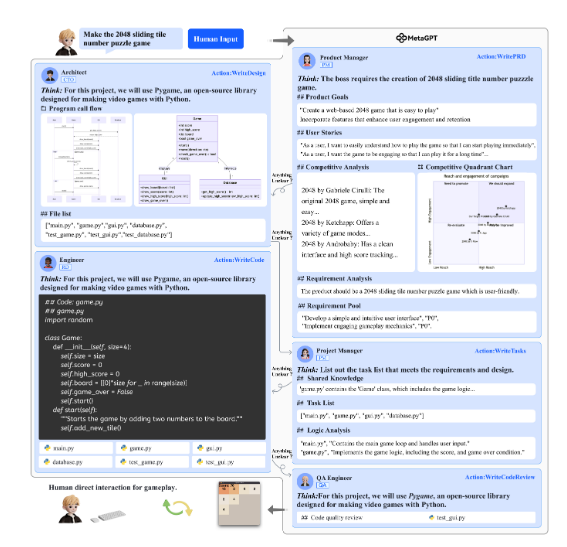 Make the 2048 sliding tile
number puzzle game
Human Input
MetaGPT
Architect
CTO
Action:WriteDesign
Think: For this project, we will use Pygame, an open-source library
designed for making video games with Python.
Program call flow
Game
## File list
["main.py", "game.py","gui.py", "database.py",
"test_game.py", "test_gui.py","test_database.py"]
Engineer
Action:WriteCode
Think: For this project, we will use Pygame, an open-source library
designed for making video games with Python.
## Code: game.py
## game.py
import random
class Game:
def __init__(self, size=4):
self.size = size
self.score = 0
self.high_score = 0
self.board = [[0]*size for _ in range(size)]
self.game_over = False
self.start()
def start(self):
"""Starts the game by adding two numbers to the board."""
self.add_new_tile()
main.py
game.py
gui.py
database.py
test_game.py
test_gui.py
Human direct interaction for gameplay.
Anything
Unclear ?
Anything
Unclear ?
Anything
Unclear ?
Product Manager
PM
Action:WritePRD
Think: The boss requires the creation of 2048 sliding title number puzzzle
game.
## Product Goals
"Create a web-based 2048 game that is easy to play"
Incorporate features that enhance user engagement and retention
## User Stories
"As a user, I want to easily understand how to play the game so that I can start playing immediately",
"As a user, I want the game to be engaging so that I can play it for a long time"...
## Competitive Analysis
2048 by Gabriele Cirulli: The
original 2048 game, simple and
easy...
2048 by Ketchapp: Offers a
variety of game modes...
2048 by Androbaby: Has a clean
interface and high score tracking...
Competitive Quadrant Chart
Reach and engagement of campaigns
Need to promote
We should expand
High Engagement
Low Engagement
Re-evaluate
May be improved
Low Reach
High Reach
## Requirement Analysis
The product should be a 2048 sliding tile number puzzle game which is user-friendly.
## Requirement Pool
"Develop a simple and intuitive user interface", "P0",
"Implement engaging gameplay mechanics", "P0".
Project Manager
PM
Action:WriteTasks
Think: List out the task list that meets the requirements and design.
## Shared Knowledge
'game.py' contains the 'Game' class, which includes the game logic...
## Task List
["main.py", "game.py", "gui.py", "database.py"]
## Logic Analysis
"main.py", "Contains the main game loop and handles user input."
"game.py", "Implements the game logic, including the score, and game over condition."
QA Engineer
QA
Action:WriteCodeReview
Think:For this project, we will use Pygame, an open-source library
designed for making video games with Python.
## Code quality review
test_gui.py